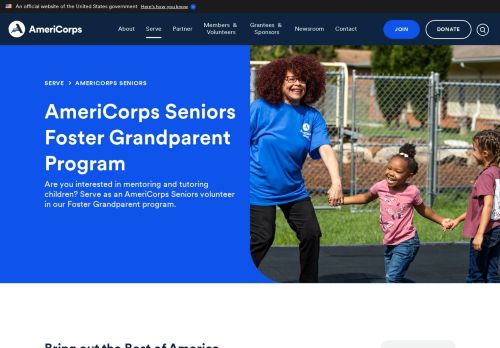 An official website of the United States government Here's how you know
AmeriCorps
About Serve Partner Members & Volunteers Grantees & Sponsors Newsroom Contact
JOIN DONATE
SERVE > AMERICORPS SENIORS
AmeriCorps Seniors
Foster Grandparent
Program
Are you interested in mentoring and tutoring
children? Serve as an AmeriCorps Seniors volunteer
in our Foster Grandparent program.
Bring out the Best of America